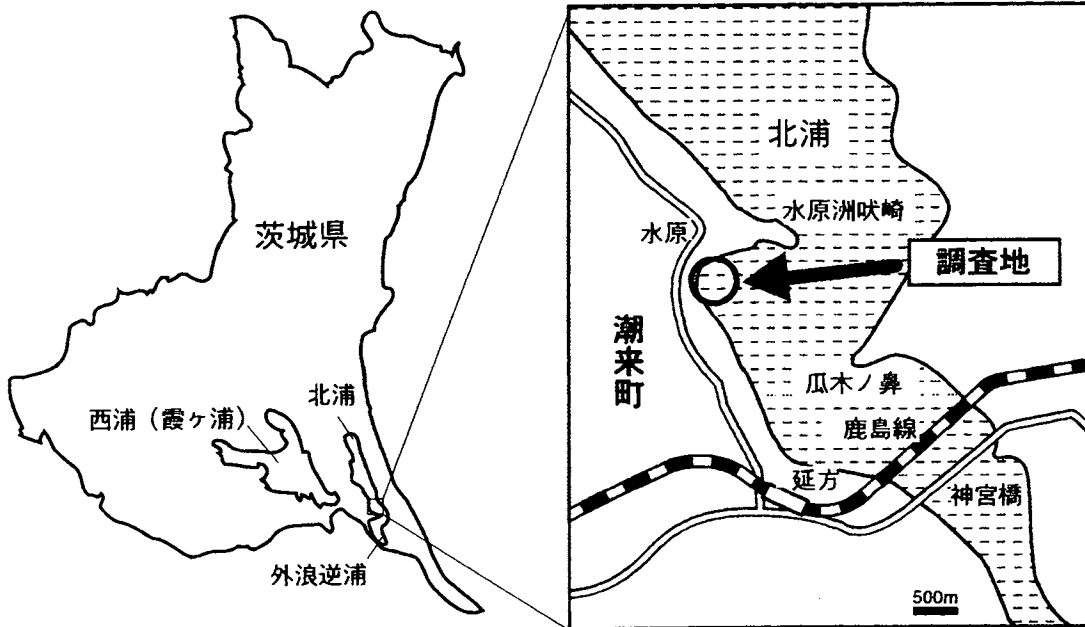 茨城県
北浦
西浦（霞ヶ浦）
外浪逆浦
北浦
水原洲吠崎
水原
調査地
潮来町
瓜木ノ鼻
鹿島線
延方
神宮橋
500m